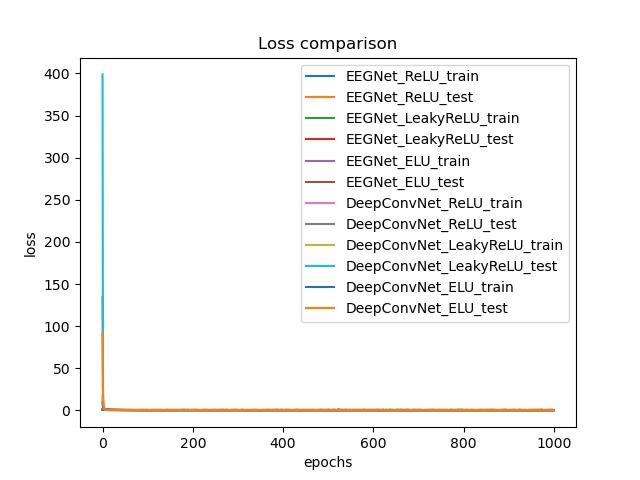 Loss comparison
400
350
300
250
200
150
100
50
0
loss
EEGNet_ReLU_train
EEGNet_ReLU_test
EEGNet_LeakyReLU_train
EEGNet_LeakyReLU_test
EEGNet_ELU_train
EEGNet_ELU_test
DeepConvNet_ReLU_train
DeepConvNet_ReLU_test
DeepConvNet_LeakyReLU_train
DeepConvNet_LeakyReLU_test
DeepConvNet_ELU_train
DeepConvNet_ELU_test
0 200 400 600 800 1000
epochs